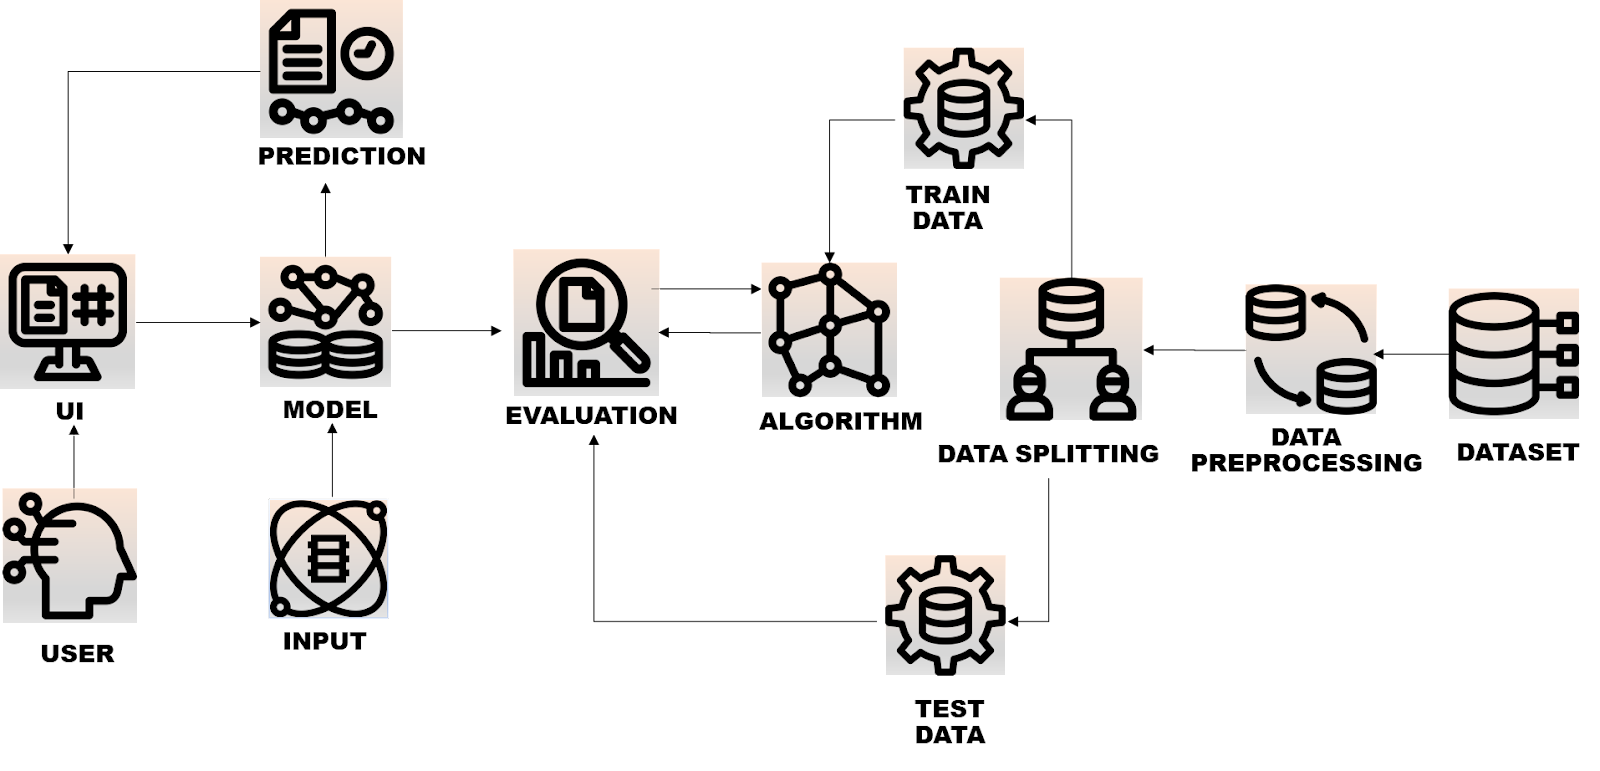 PREDICTION
TRAIN
DATA
UI
MODEL
EVALUATION
ALGORITHM
DATA SPLITTING
DATA
PREPROCESSING
DATASET
USER
INPUT
TEST
DATA